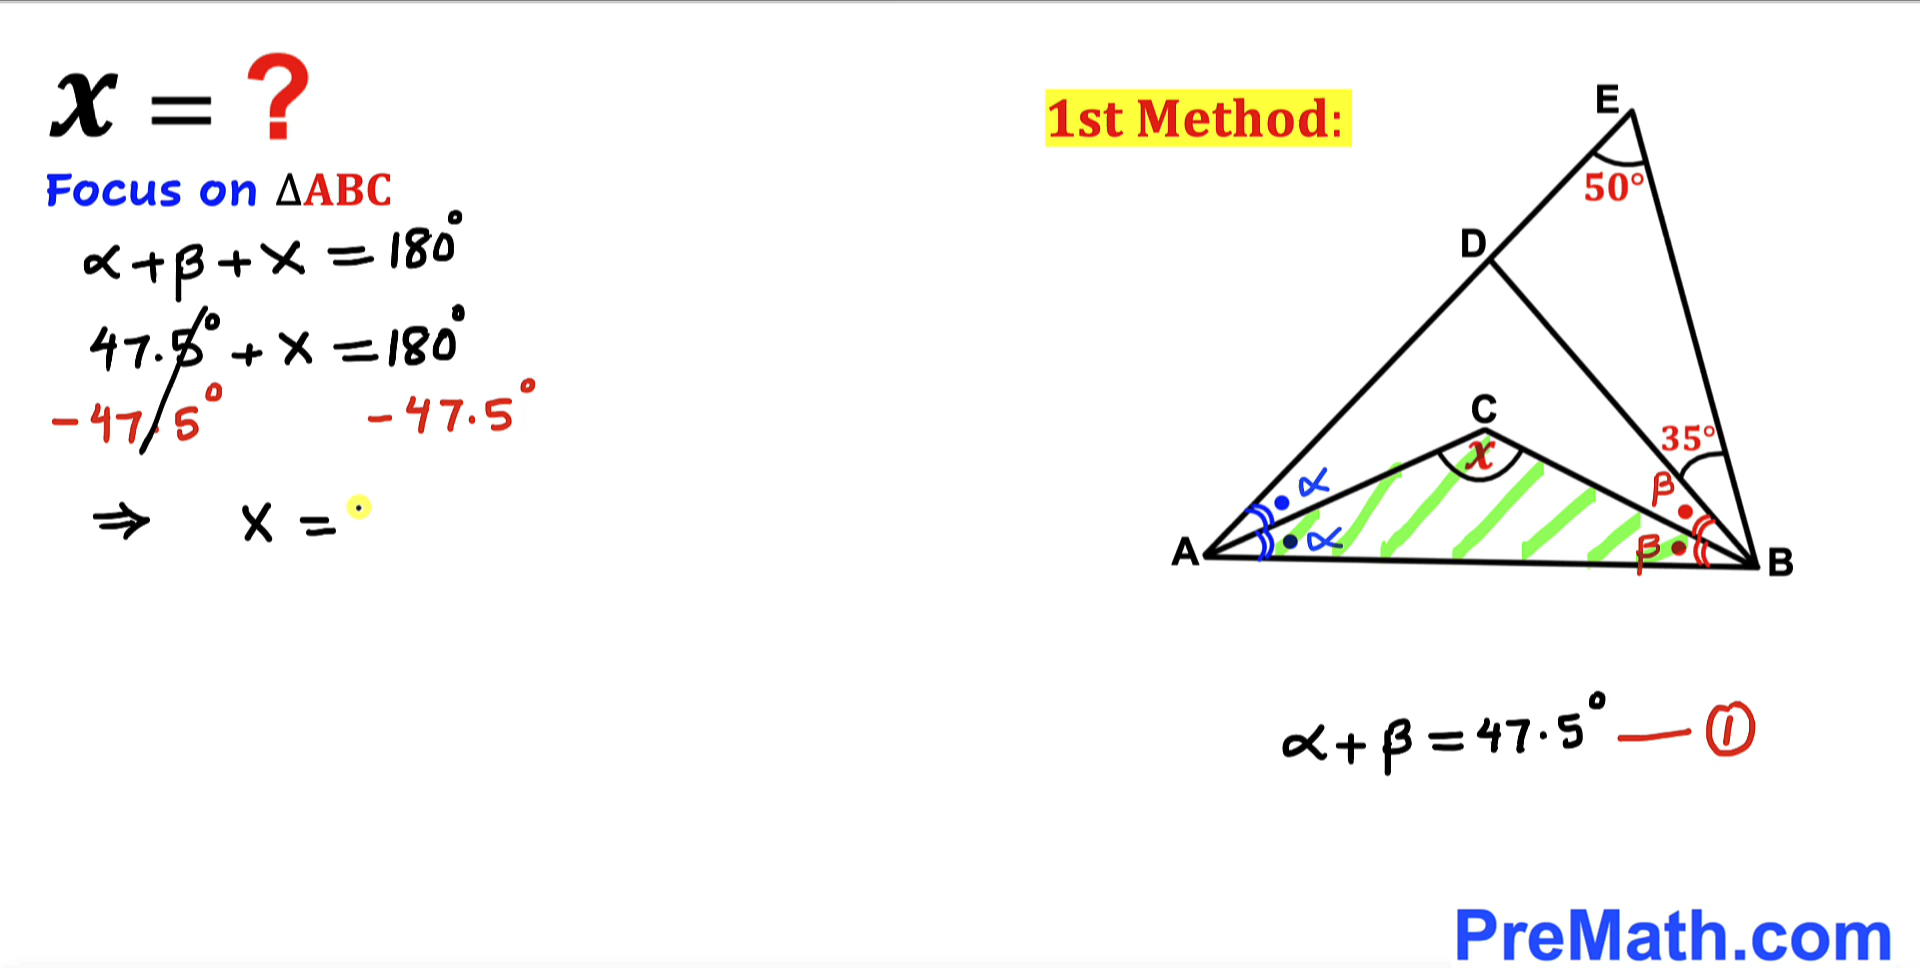 x = ?
Focus on ΔABC
α + β + x = 180°
47.5° + x = 180°
-47.5° -47.5°
⇒ x =
1st Method:
E
50°
D
C
x
35°
β
α
α
β
A
B
α + β = 47.5° — ①
PreMath.com